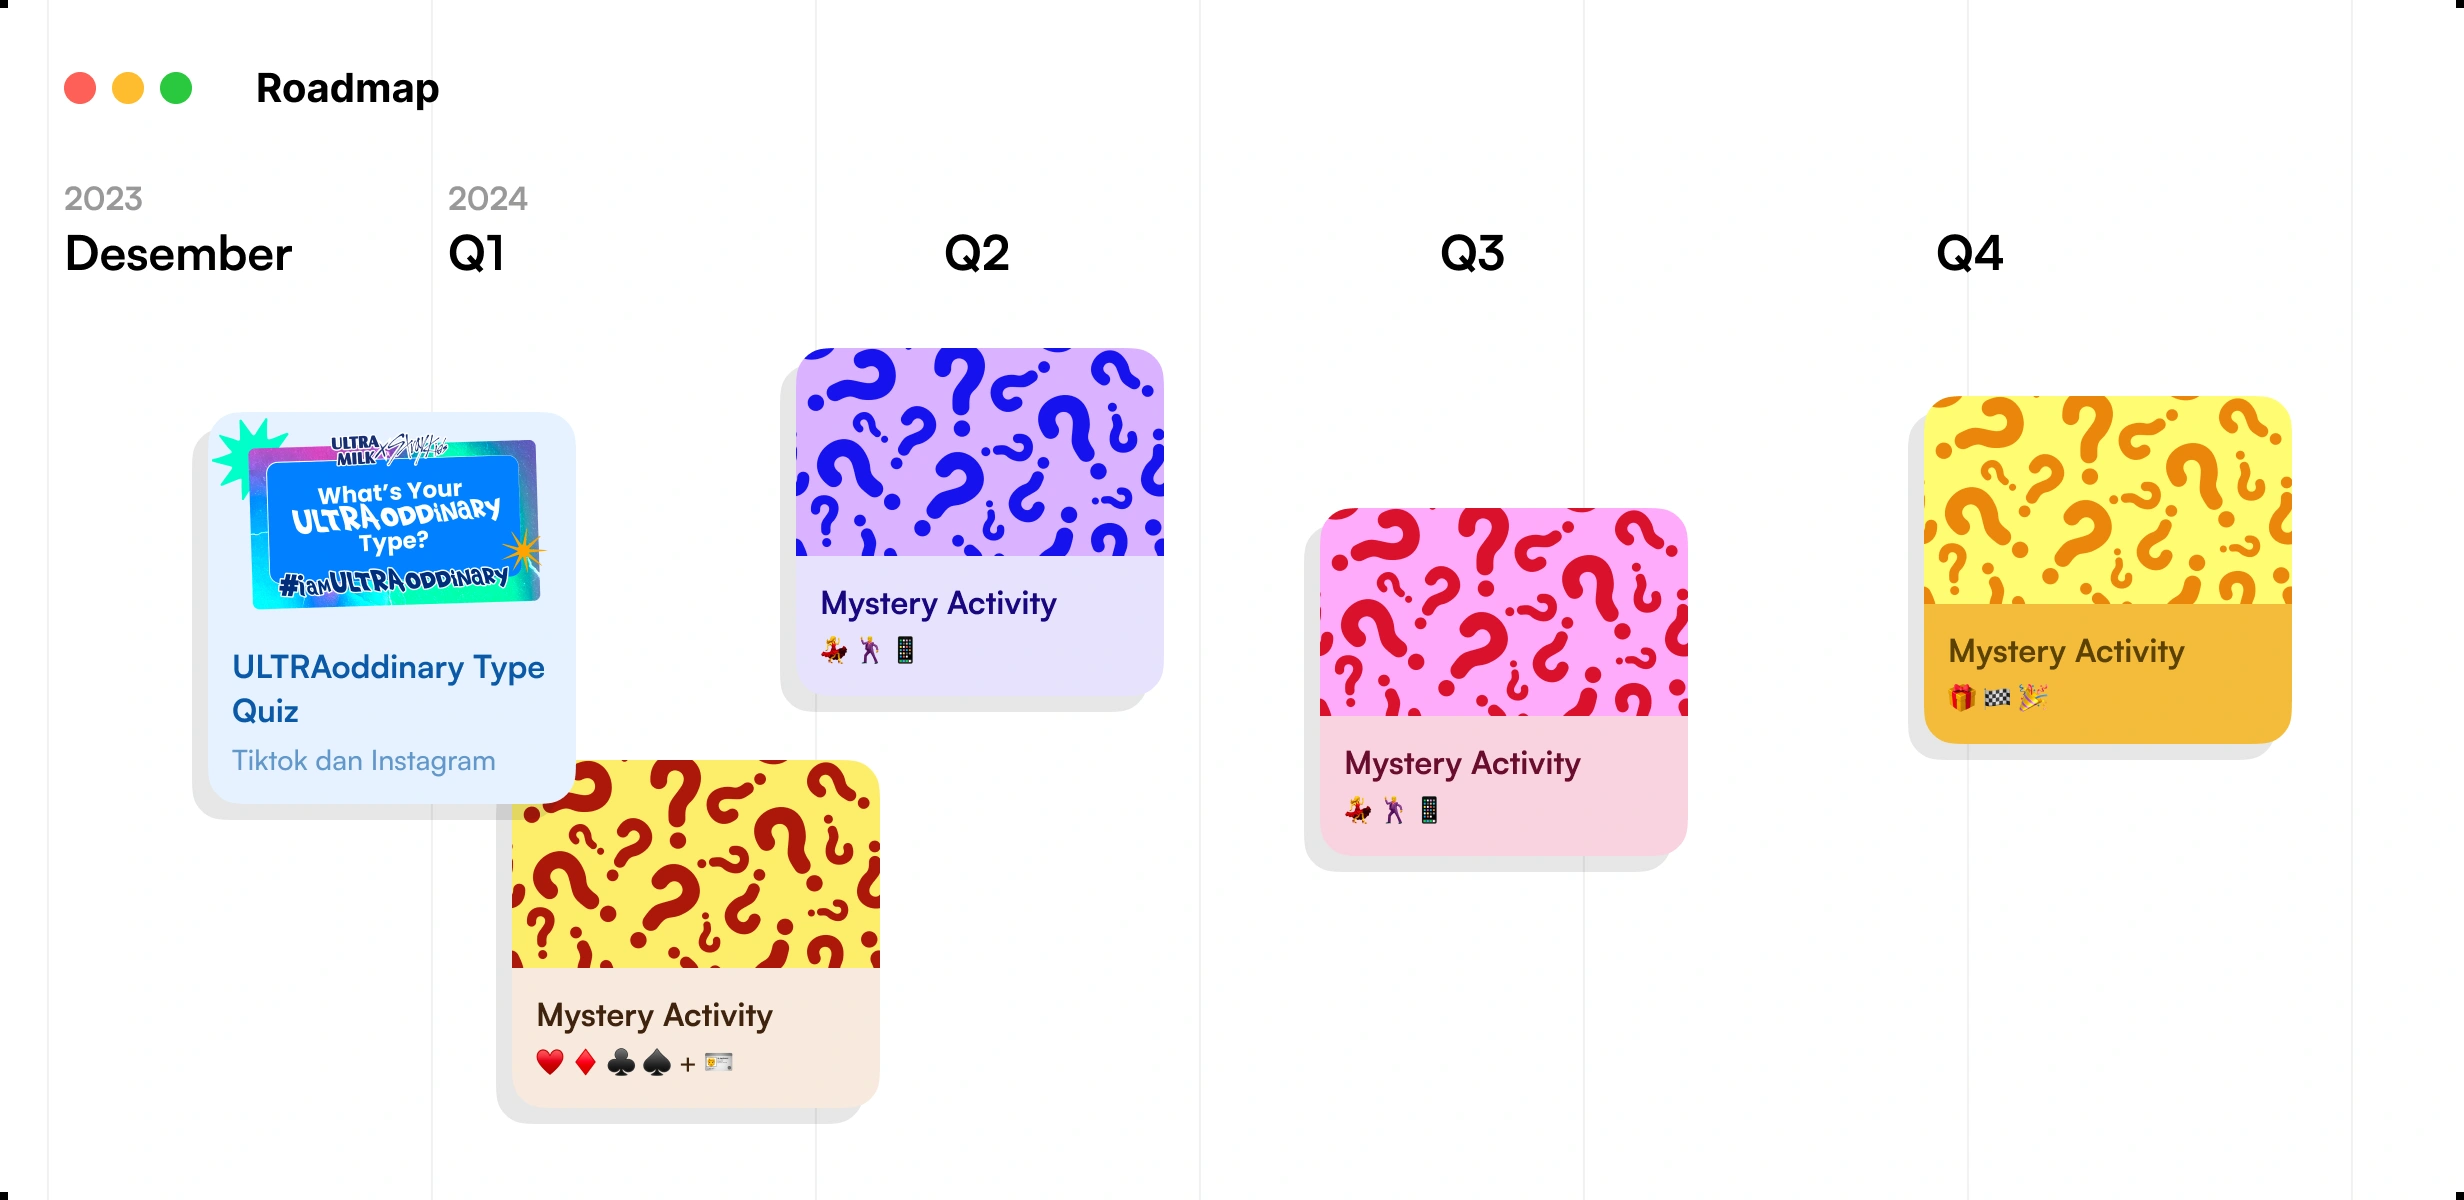 Roadmap
2023
2024
Desember
Q1
Q2
Q3
Q4
ULTRA
MILK x Stray Kids
What's Your
ULTRAODDiNaRY
Type?
#iamULTRAODDiNaRY
ULTRAoddinary Type
Quiz
Tiktok dan Instagram
Mystery Activity
💃 🕺 📱
Mystery Activity
♥️ ♦️ ♣️ ♠️ + 🪪
Mystery Activity
💃 🕺 📱
Mystery Activity
🎁 🏁 🎉